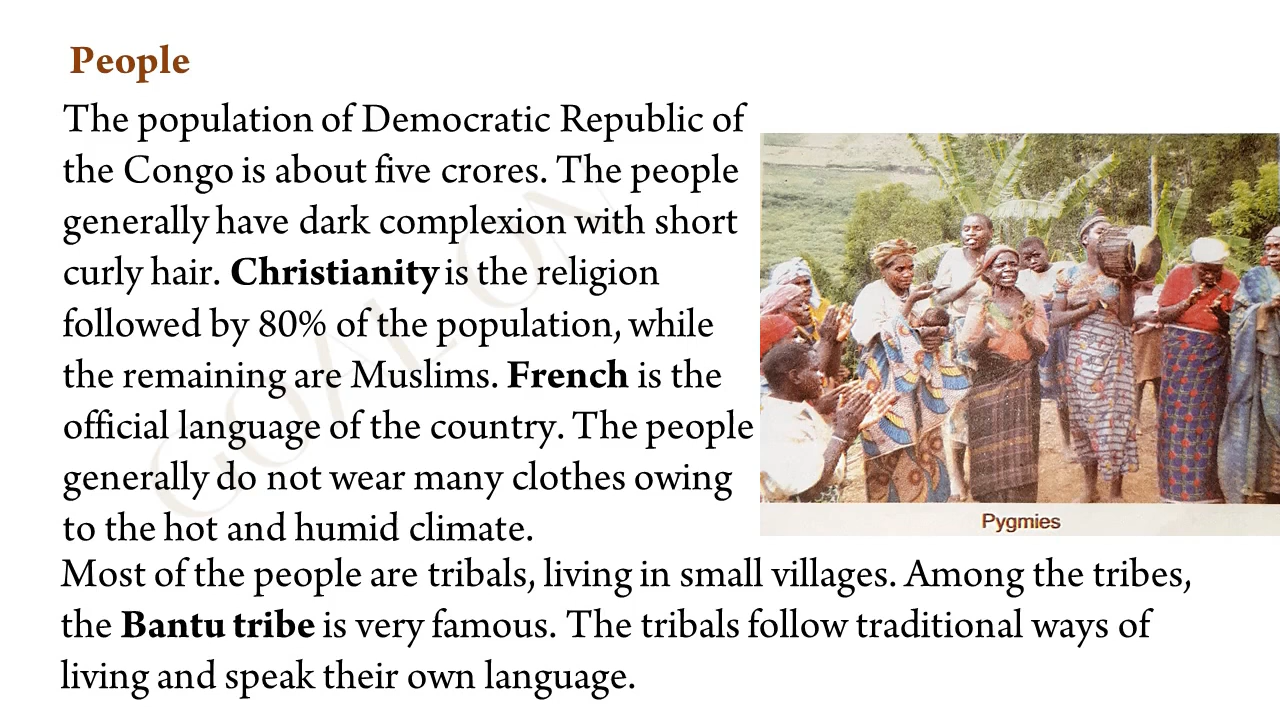 People
The population of Democratic Republic of
the Congo is about five crores. The people
generally have dark complexion with short
curly hair. Christianity is the religion
followed by 80% of the population, while
the remaining are Muslims. French is the
official language of the country. The people
generally do not wear many clothes owing
to the hot and humid climate.
Pygmies
Most of the people are tribals, living in small villages. Among the tribes,
the Bantu tribe is very famous. The tribals follow traditional ways of
living and speak their own language.
GOALON